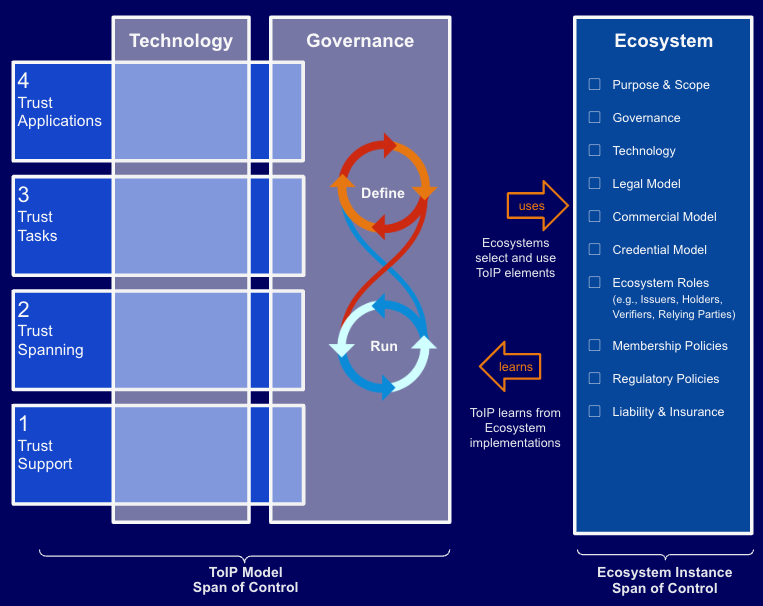 Technology
Governance
4
Trust
Applications
3
Trust
Tasks
2
Trust
Spanning
1
Trust
Support
Define
Run
uses
Ecosystems
select and use
ToIP elements
learns
ToIP learns from
Ecosystem
implementations
Ecosystem
Purpose & Scope
Governance
Technology
Legal Model
Commercial Model
Credential Model
Ecosystem Roles
(e.g., Issuers, Holders,
Verifiers, Relying Parties)
Membership Policies
Regulatory Policies
Liability & Insurance
ToIP Model
Span of Control
Ecosystem Instance
Span of Control